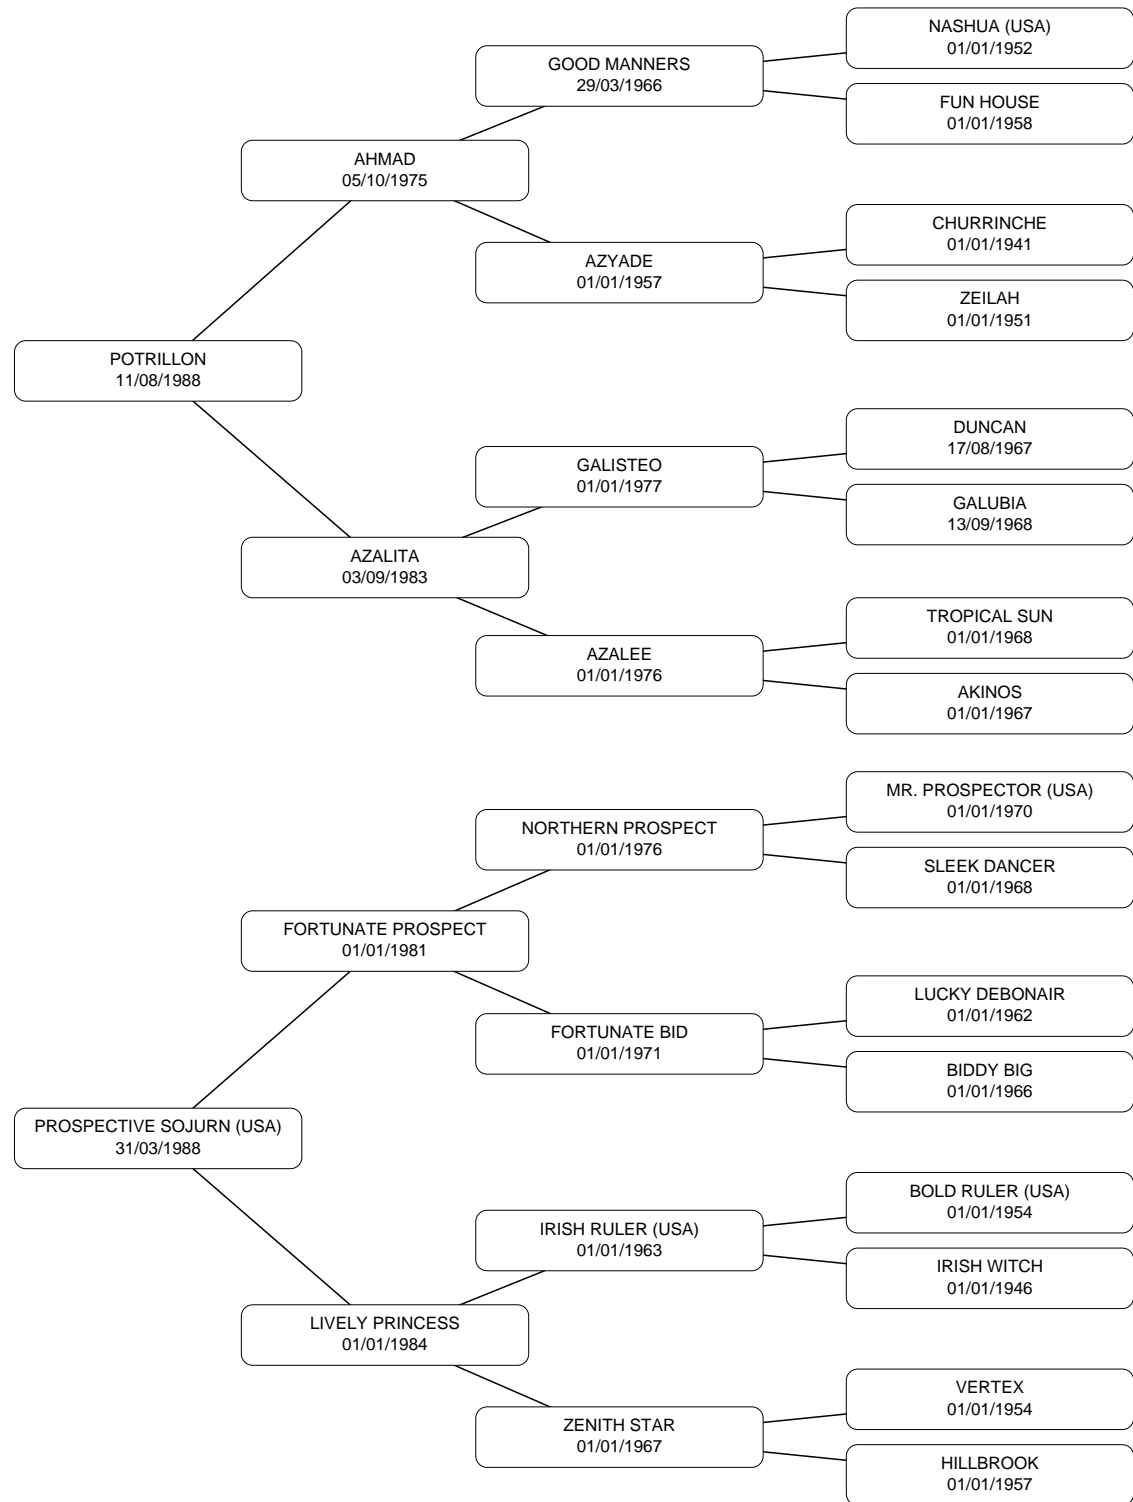 NASHUA (USA)
01/01/1952
GOOD MANNERS
29/03/1966
FUN HOUSE
01/01/1958
AHMAD
05/10/1975
CHURRINCHE
01/01/1941
AZYADE
01/01/1957
ZEILAH
01/01/1951
POTRILLON
11/08/1988
DUNCAN
17/08/1967
GALISTEO
01/01/1977
GALUBIA
13/09/1968
AZALITA
03/09/1983
TROPICAL SUN
01/01/1968
AZALEE
01/01/1976
AKINOS
01/01/1967
MR. PROSPECTOR (USA)
01/01/1970
NORTHERN PROSPECT
01/01/1976
SLEEK DANCER
01/01/1968
FORTUNATE PROSPECT
01/01/1981
LUCKY DEBONAIR
01/01/1962
FORTUNATE BID
01/01/1971
BIDDY BIG
01/01/1966
PROSPECTIVE SOJURN (USA)
31/03/1988
BOLD RULER (USA)
01/01/1954
IRISH RULER (USA)
01/01/1963
IRISH WITCH
01/01/1946
LIVELY PRINCESS
01/01/1984
VERTEX
01/01/1954
ZENITH STAR
01/01/1967
HILLBROOK
01/01/1957